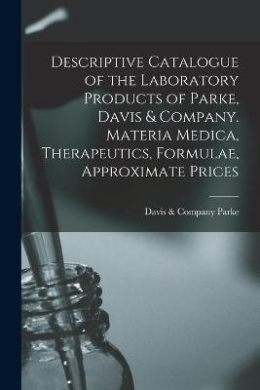 Descriptive Catalogue
of the Laboratory
Products of Parke,
Davis & Company.
Materia Medica,
Therapeutics, Formulae,
Approximate Prices
Davis & Company Parke